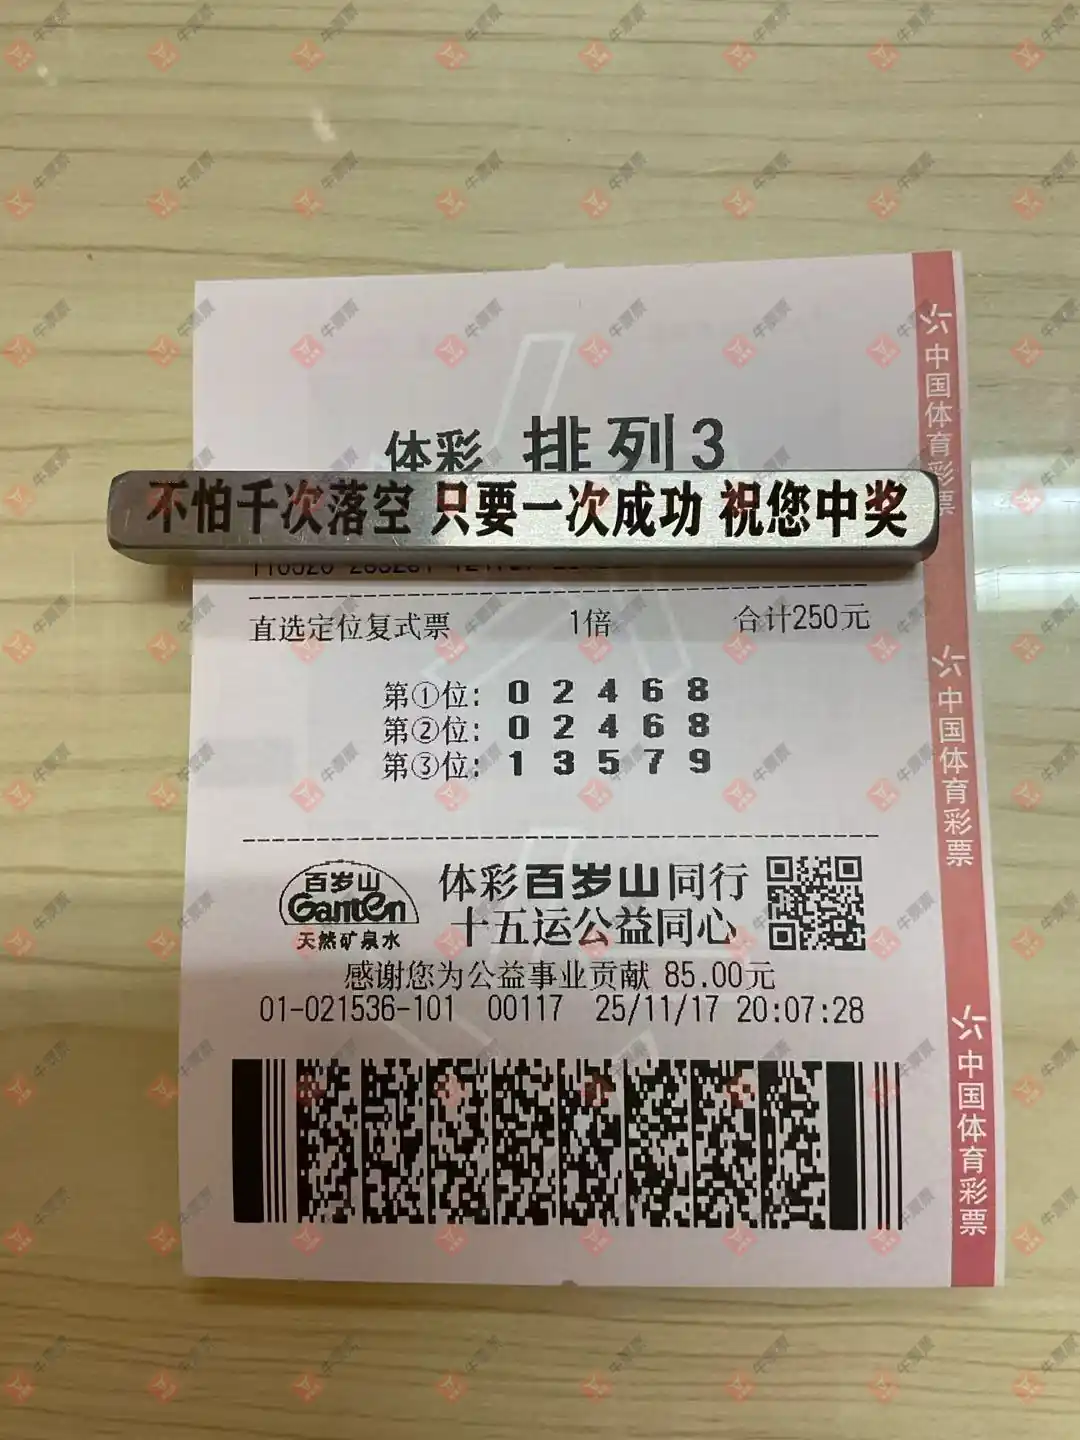 体彩 排列3
不怕千次落空 只要一次成功 祝您中奖
直选定位复式票 1倍 合计250元
第①位: 0 2 4 6 8
第②位: 0 2 4 6 8
第③位: 1 3 5 7 9
百岁山
Ganten
天然矿泉水
体彩百岁山同行
十五运公益同心
感谢您为公益事业贡献 85.00元
01-021536-101 00117 25/11/17 20:07:28
中国体育彩票
中国体育彩票
中国体育彩票
牛票票